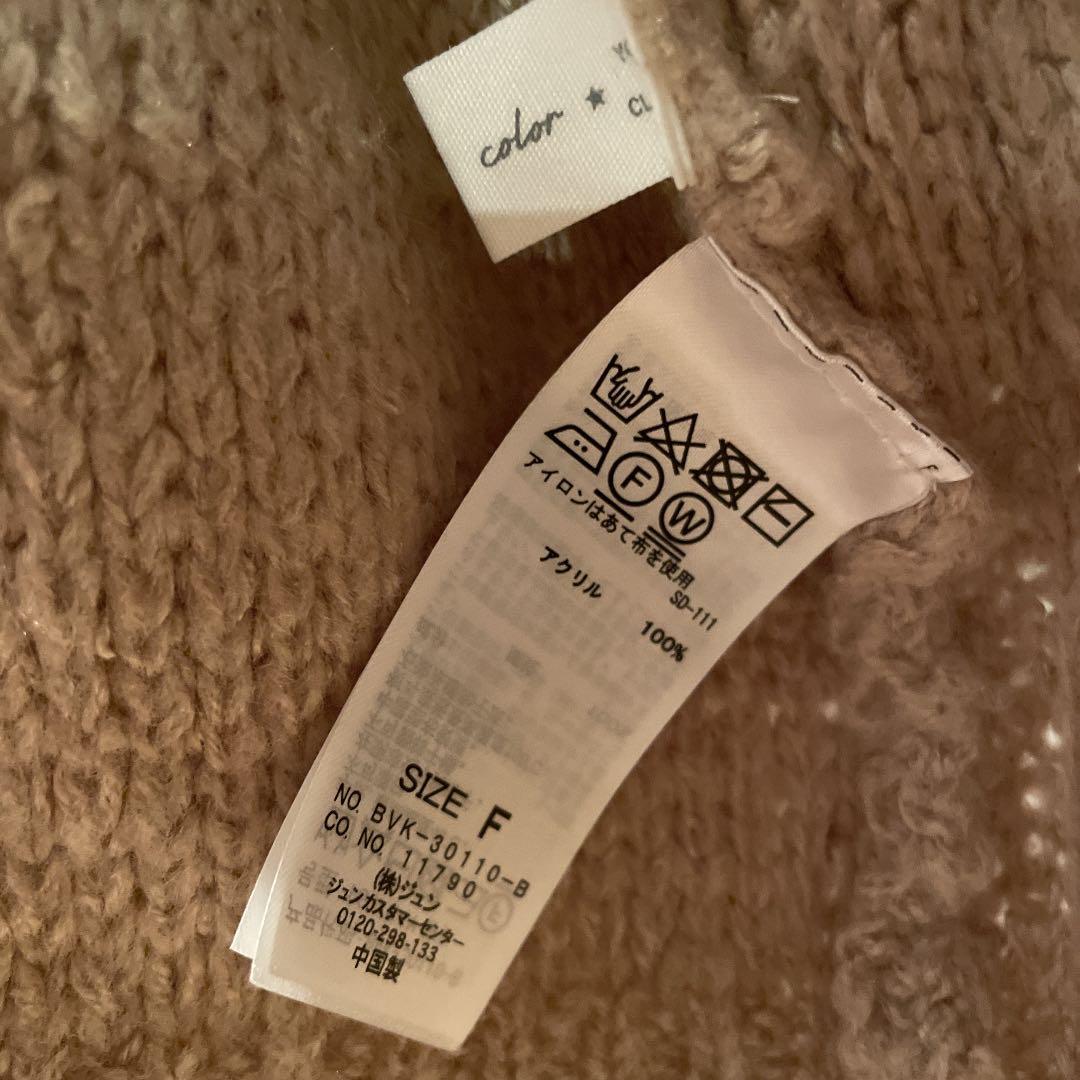 color ★
CL
F
W
アイロンはあて布を使用
SD-111
アクリル 100%
SIZE F
NO. BVK-30110-B
CO. NO. 11790
(株)ジュン
ジュンカスタマーセンター
0120-298-133
中国製